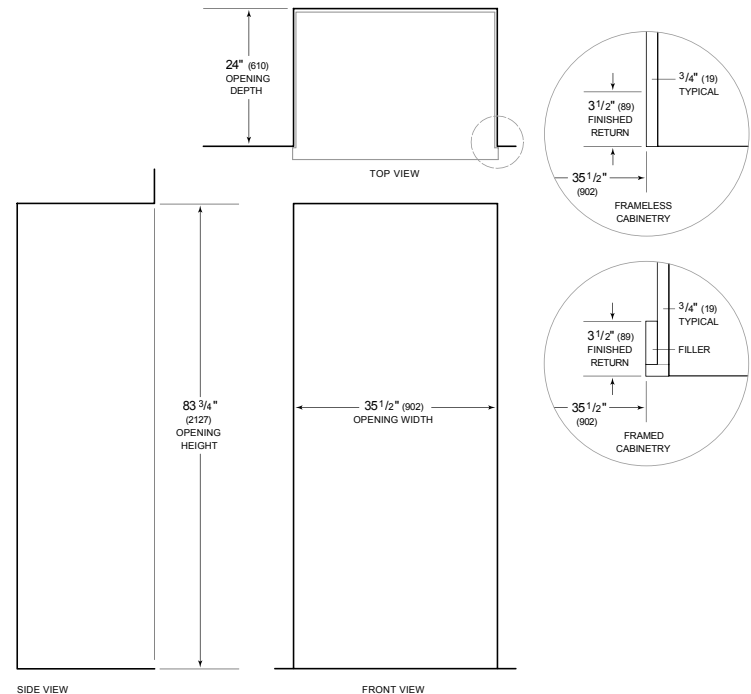 24" (610)
OPENING
DEPTH
TOP VIEW
3/4" (19)
TYPICAL
3 1/2" (89)
FINISHED
RETURN
35 1/2"
(902)
FRAMELESS
CABINETRY
3/4" (19)
TYPICAL
3 1/2" (89)
FINISHED
RETURN
FILLER
35 1/2"
(902)
FRAMED
CABINETRY
83 3/4"
(2127)
OPENING
HEIGHT
35 1/2" (902)
OPENING WIDTH
SIDE VIEW
FRONT VIEW